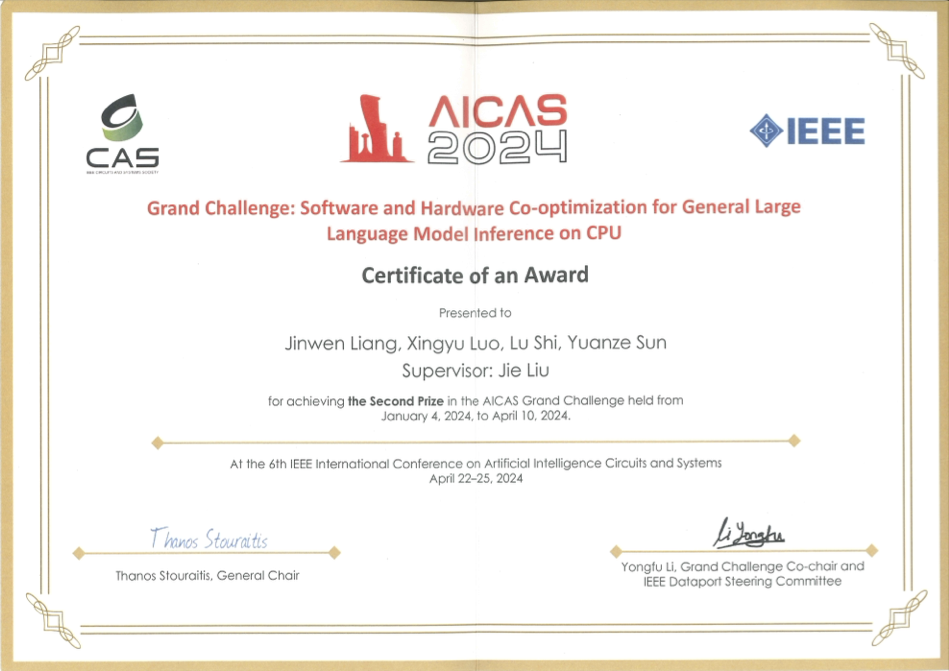 CAS
IEEE CIRCUITS AND SYSTEMS SOCIETY
AICAS
2024
IEEE
Grand Challenge: Software and Hardware Co-optimization for General Large
Language Model Inference on CPU
Certificate of an Award
Presented to
Jinwen Liang, Xingyu Luo, Lu Shi, Yuanze Sun
Supervisor: Jie Liu
for achieving the Second Prize in the AICAS Grand Challenge held from
January 4, 2024, to April 10, 2024.
At the 6th IEEE International Conference on Artificial Intelligence Circuits and Systems
April 22–25, 2024
Thanos Stouraitis
Thanos Stouraitis, General Chair
Li Yongfu
Yongfu Li, Grand Challenge Co-chair and
IEEE Dataport Steering Committee